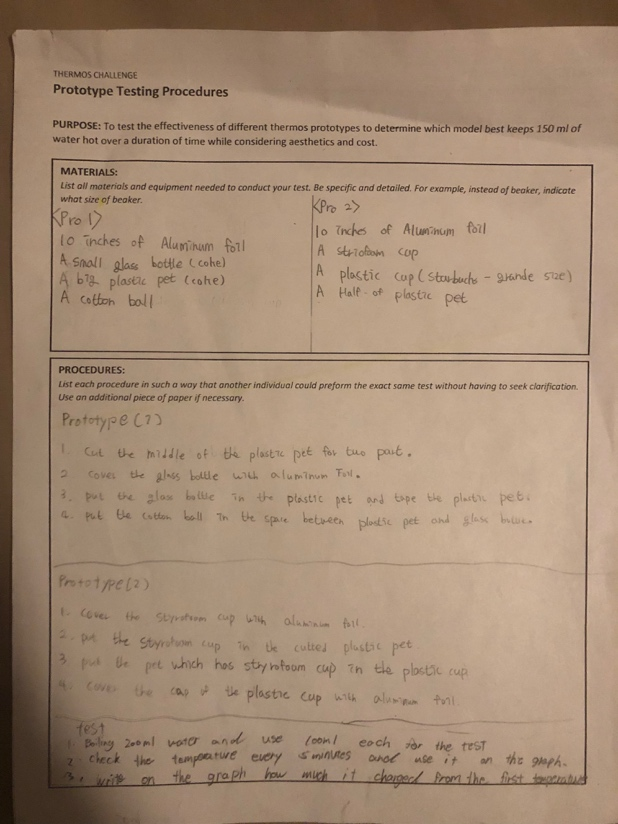 THERMOS CHALLENGE
Prototype Testing Procedures
PURPOSE: To test the effectiveness of different thermos prototypes to determine which model best keeps 150 ml of
water hot over a duration of time while considering aesthetics and cost.
MATERIALS:
List all materials and equipment needed to conduct your test. Be specific and detailed. For example, instead of beaker, indicate
what size of beaker.
<Pro 1>
10 inches of Aluminum foil
A small glass bottle (coke)
A big plastic pet (coke)
A cotton ball
<Pro 2>
10 inches of Aluminum foil
A strofoam cup
A plastic cup (starbucks - grande size)
A Half of plastic pet
PROCEDURES:
List each procedure in such a way that another individual could preform the exact same test without having to seek clarification.
Use an additional piece of paper if necessary.
Prototype (?)
1. Cut the middle of the plastic pet for two part.
2. cover the glass bottle with aluminum Foil.
3. put the glass bottle in the plastic pet and tape the plastic pet.
4. put the cotton ball in the space between plastic pet and glass
Prototype (2)
1. cover the styrofoam cup with aluminum foil.
2. put the styrofoam cup in the cutted plastic pet
3. put the pet which has styrofoam cup in the plastic cup
4. cover the cap of the plastic cup with aluminum foil.
test
1. Boiling 200ml water and use 100ml each for the test
2. check the temperature every 5 minutes and use it on the graph.
3. write on the graph how much it changed from the first temperature